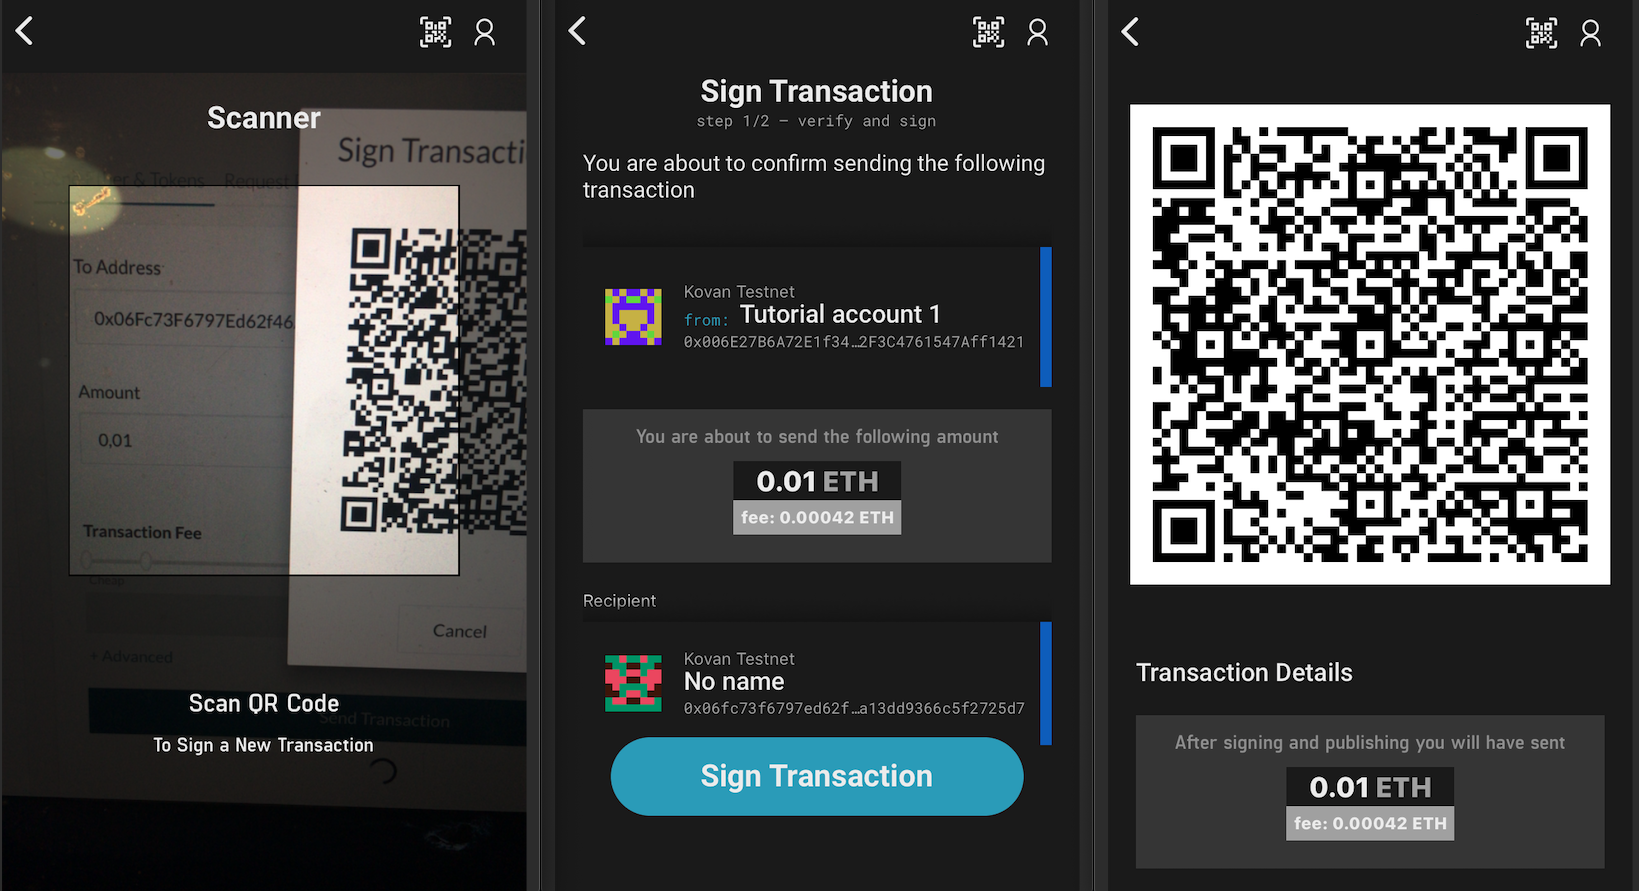 Scanner
Sign Transacti
er & Tokens Request
To Address
0x06Fc73F6797Ed62f46
Amount
0,01
Transaction Fee
Cheap
+ Advanced
Cancel
Send Transaction
Scan QR Code
To Sign a New Transaction
Sign Transaction
step 1/2 – verify and sign
You are about to confirm sending the following
transaction
Kovan Testnet
from: Tutorial account 1
0x006E27B6A72E1f34…2F3C4761547Aff1421
You are about to send the following amount
0.01 ETH
fee: 0.00042 ETH
Recipient
Kovan Testnet
No name
0x06fc73f6797ed62f…a13dd9366c5f2725d7
Sign Transaction
Transaction Details
After signing and publishing you will have sent
0.01 ETH
fee: 0.00042 ETH